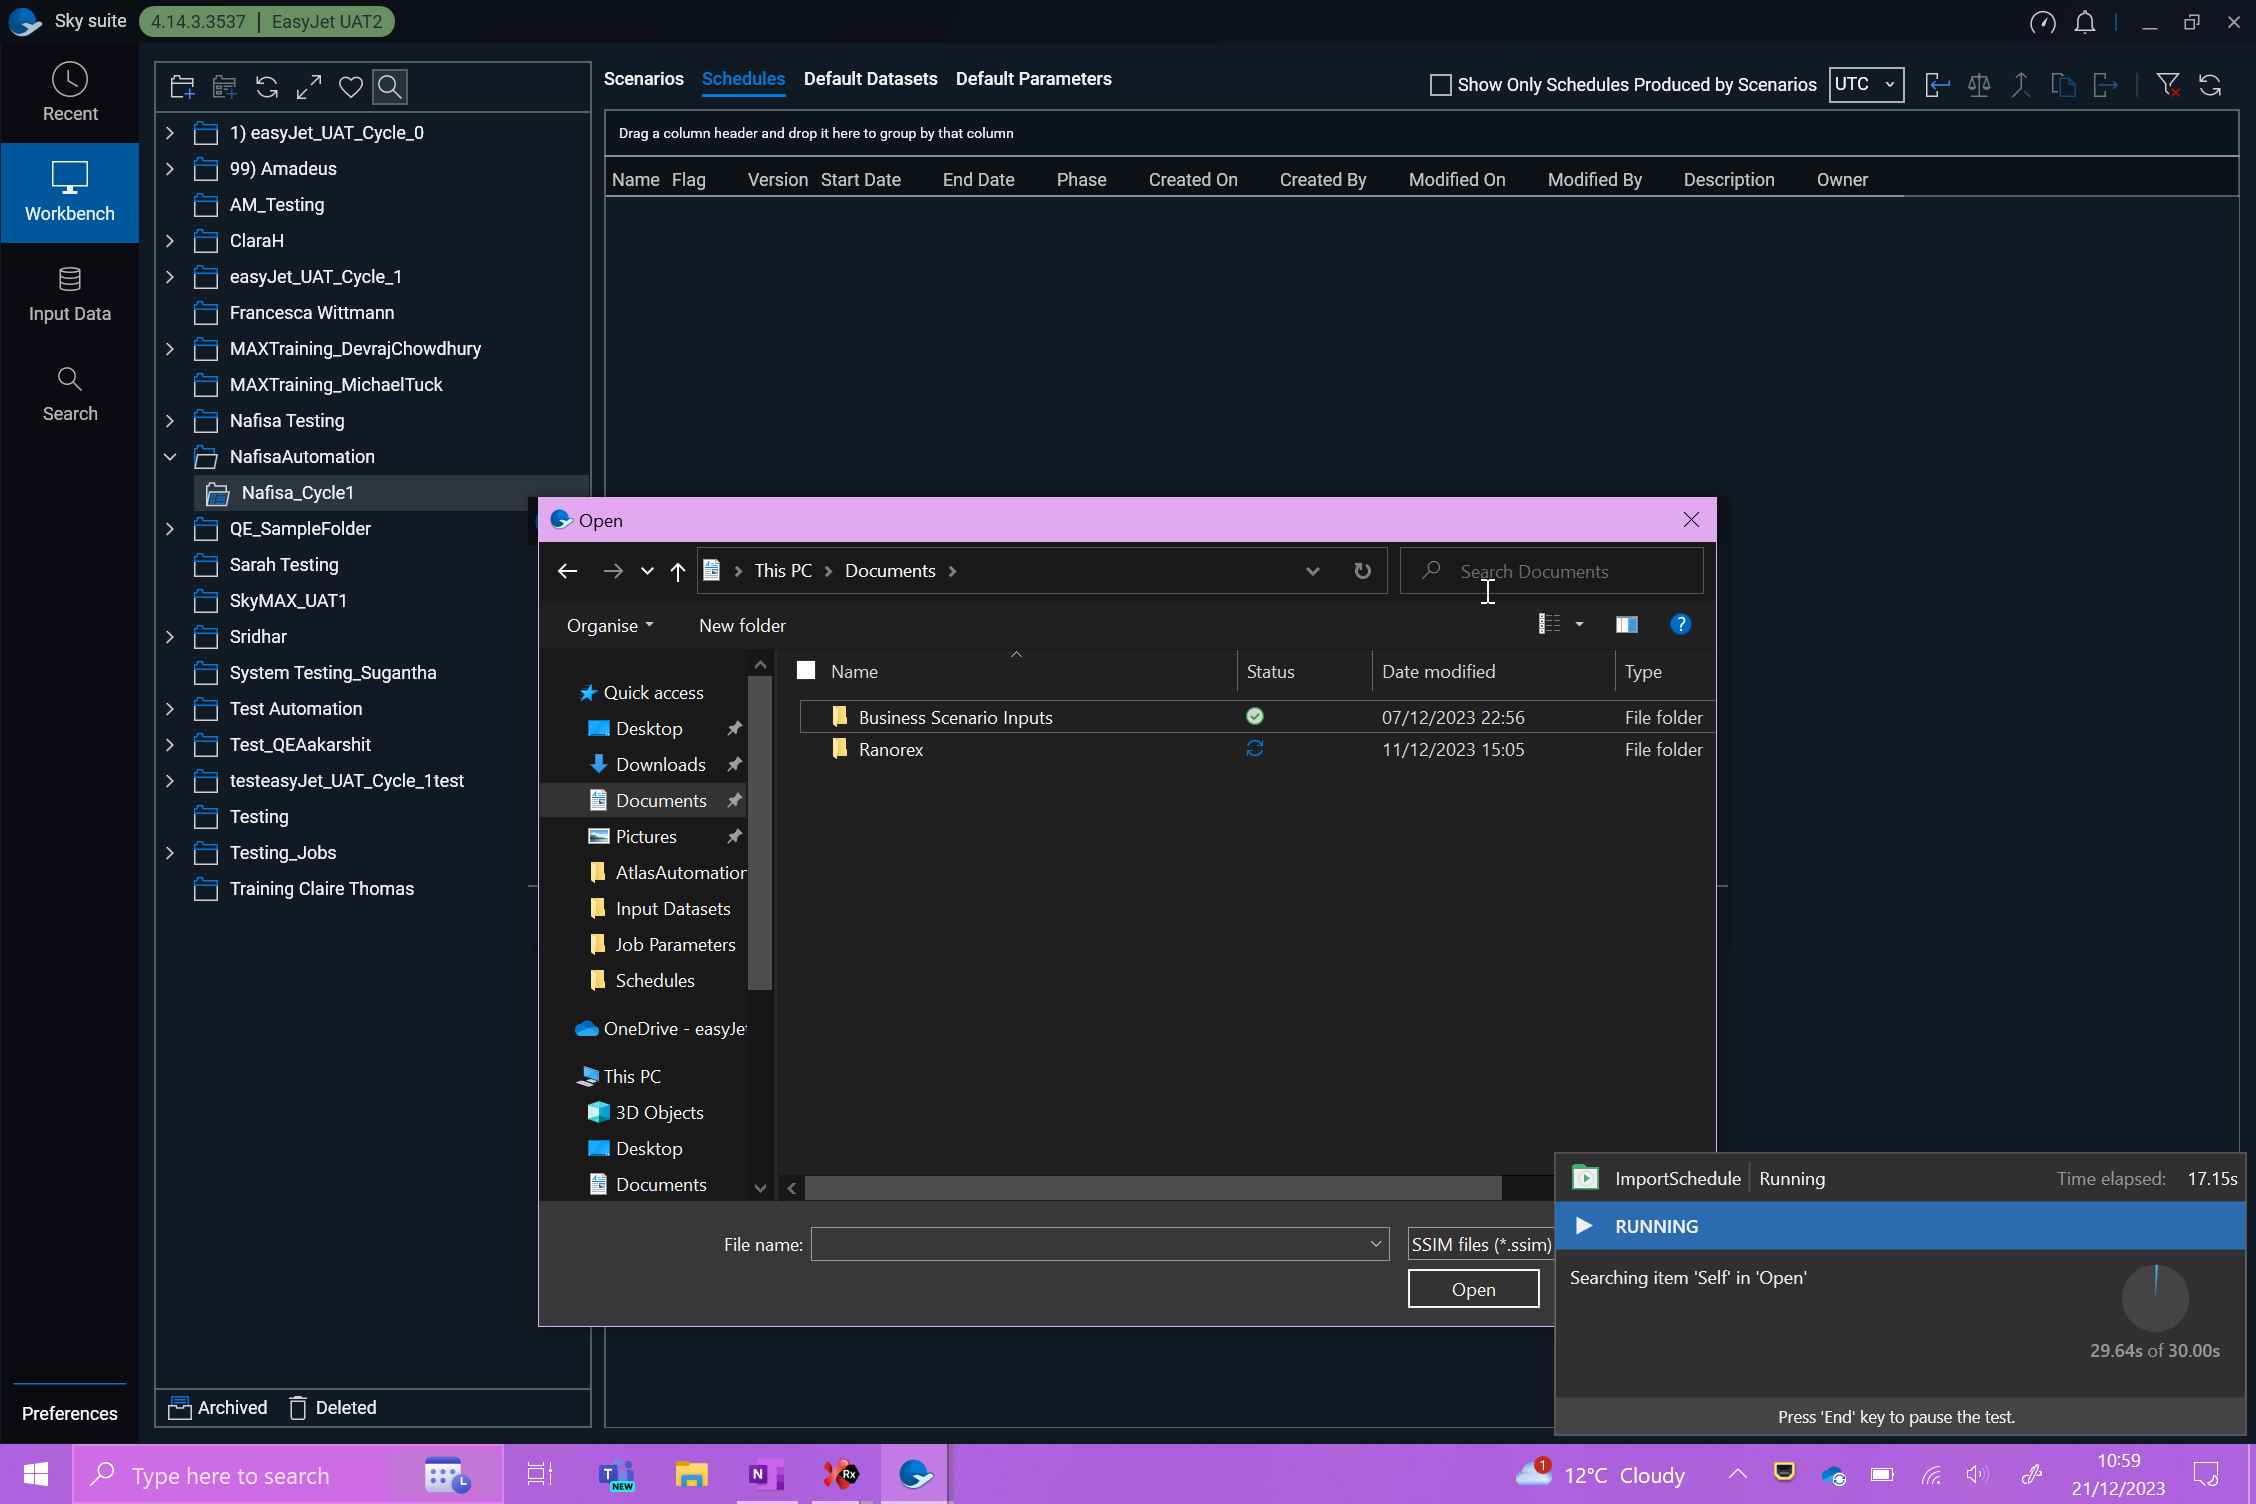 Sky suite 4.14.3.3537 | EasyJet UAT2
Recent
Workbench
Input Data
Search
Preferences
1) easyJet_UAT_Cycle_0
99) Amadeus
AM_Testing
ClaraH
easyJet_UAT_Cycle_1
Francesca Wittmann
MAXTraining_DevrajChowdhury
MAXTraining_MichaelTuck
Nafisa Testing
NafisaAutomation
Nafisa_Cycle1
QE_SampleFolder
Sarah Testing
SkyMAX_UAT1
Sridhar
System Testing_Sugantha
Test Automation
Test_QEAakarshit
testeasyJet_UAT_Cycle_1test
Testing
Testing_Jobs
Training Claire Thomas
Archived Deleted
Scenarios Schedules Default Datasets Default Parameters
Show Only Schedules Produced by Scenarios UTC
Drag a column header and drop it here to group by that column
Name Flag Version Start Date End Date Phase Created On Created By Modified On Modified By Description Owner
Open
This PC Documents
Search Documents
Organise New folder
?
Quick access
Desktop
Downloads
Documents
Pictures
AtlasAutomation
Input Datasets
Job Parameters
Schedules
OneDrive - easyJet
This PC
3D Objects
Desktop
Documents
Name Status Date modified Type
Business Scenario Inputs 07/12/2023 22:56 File folder
Ranorex 11/12/2023 15:05 File folder
File name: SSIM files (*.ssim)
Open
ImportSchedule Running Time elapsed: 17.15s
RUNNING
Searching item 'Self' in 'Open'
29.64s of 30.00s
Press 'End' key to pause the test.
Type here to search
T
NEW
N
Rx
1
12°C Cloudy
10:59
21/12/2023